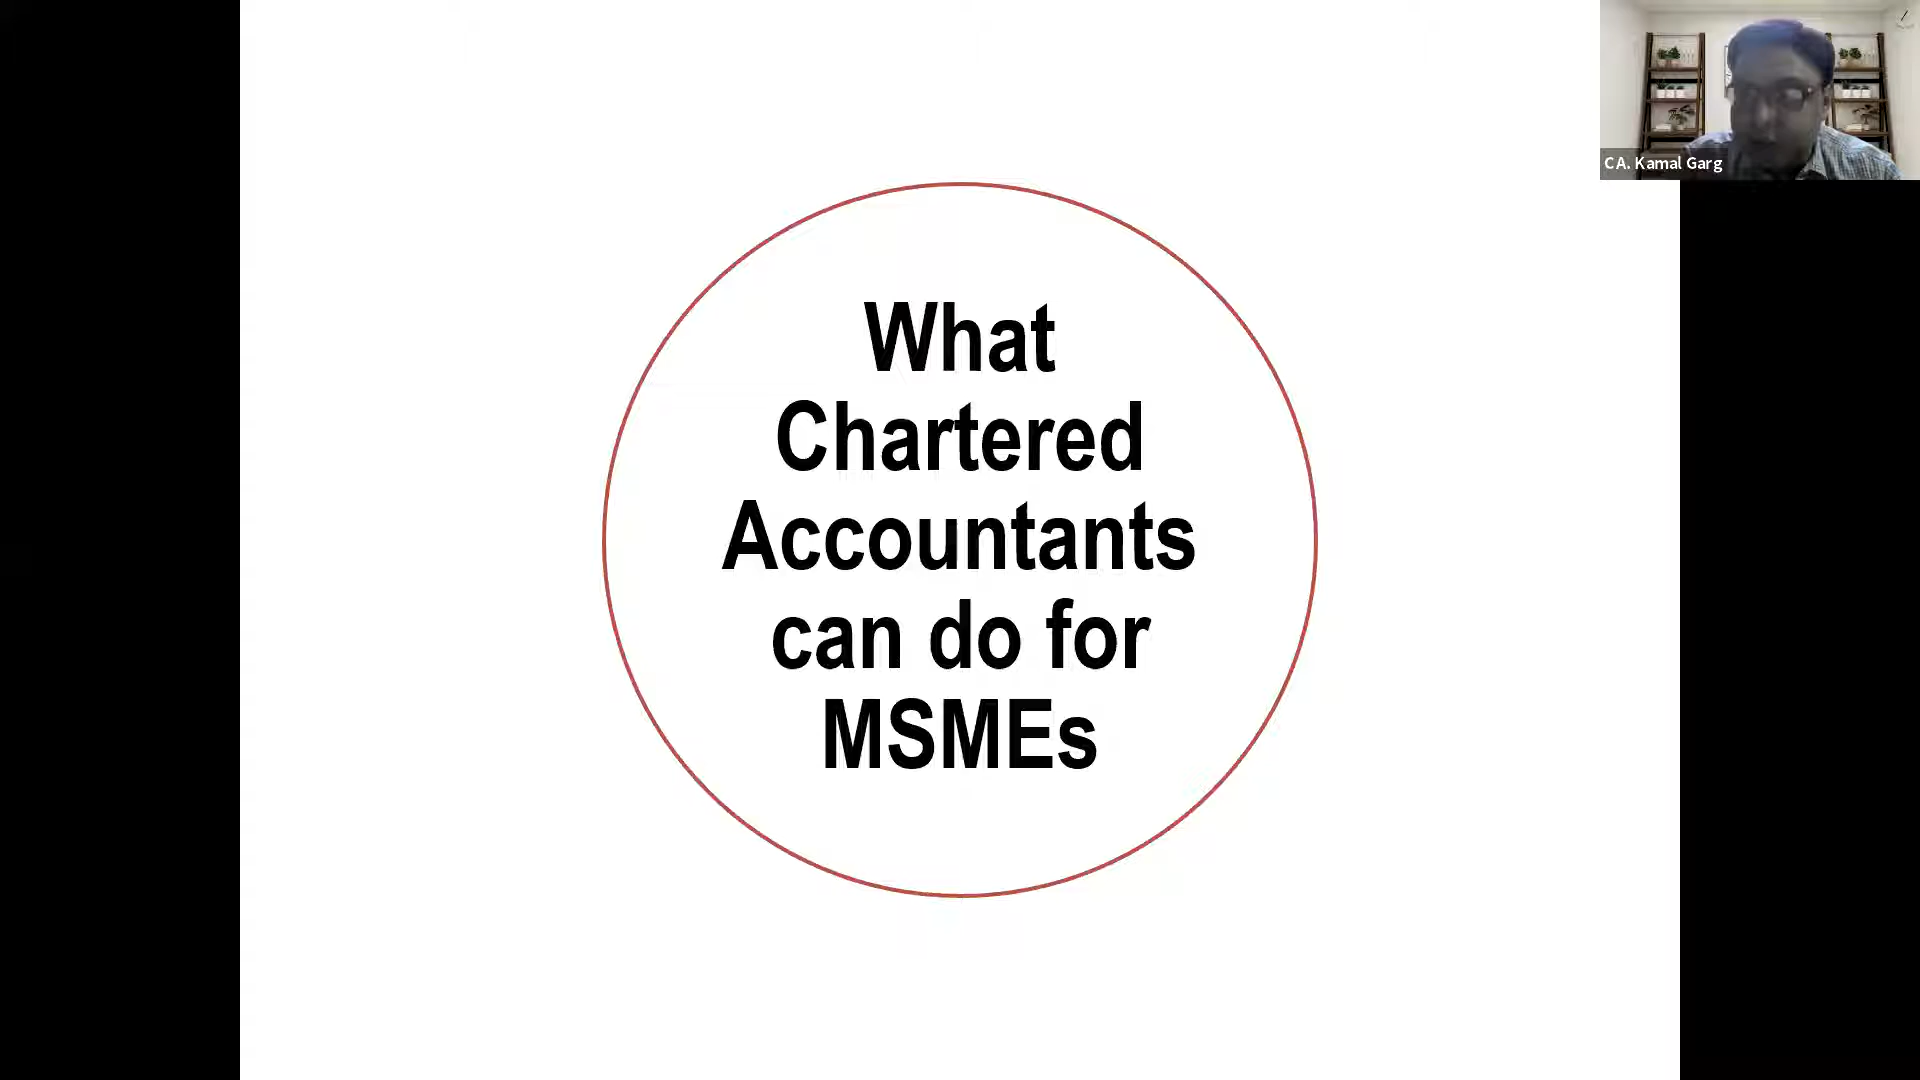 What
Chartered
Accountants
can do for
MSMEs
CA. Kamal Garg